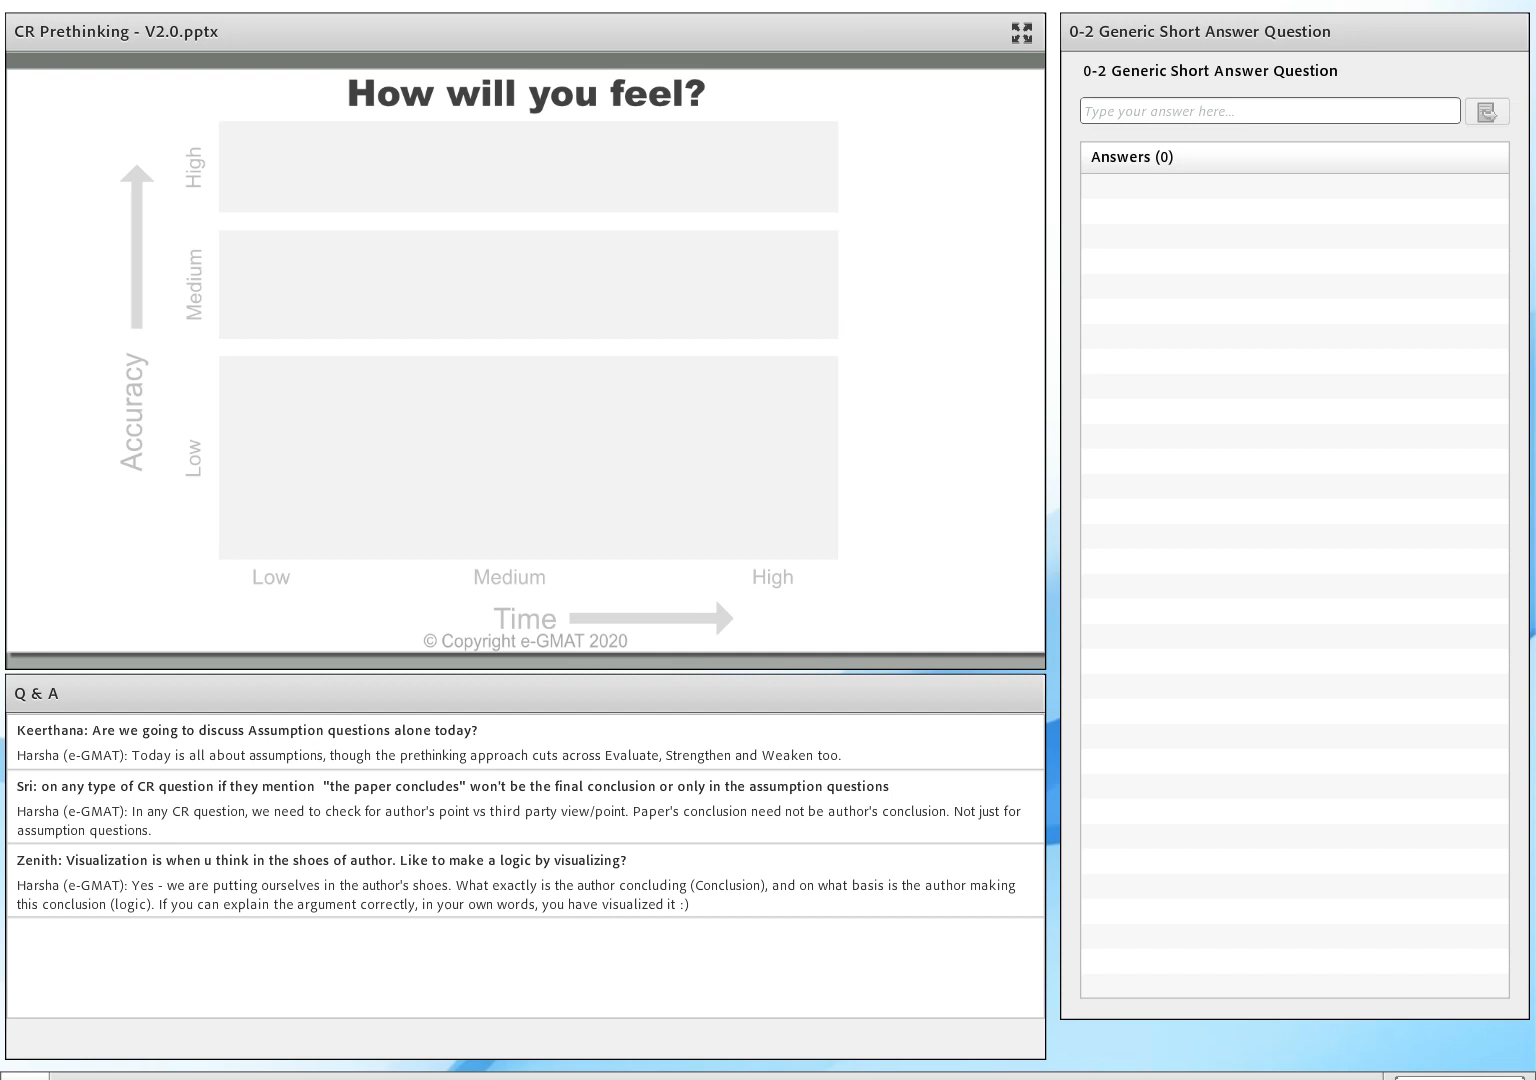 CR Prethinking - V2.0.pptx
How will you feel?
High
Medium
Low
Accuracy
Low
Medium
High
Time
© Copyright e-GMAT 2020
Q & A
Keerthana: Are we going to discuss Assumption questions alone today?
Harsha (e-GMAT): Today is all about assumptions, though the prethinking approach cuts across Evaluate, Strengthen and Weaken too.
Sri: on any type of CR question if they mention  "the paper concludes" won't be the final conclusion or only in the assumption questions
Harsha (e-GMAT): In any CR question, we need to check for author's point vs third party view/point. Paper's conclusion need not be author's conclusion. Not just for
assumption questions.
Zenith: Visualization is when u think in the shoes of author. Like to make a logic by visualizing?
Harsha (e-GMAT): Yes - we are putting ourselves in the author's shoes. What exactly is the author concluding (Conclusion), and on what basis is the author making
this conclusion (logic). If you can explain the argument correctly, in your own words, you have visualized it :)
0-2 Generic Short Answer Question
0-2 Generic Short Answer Question
Type your answer here...
Answers (0)